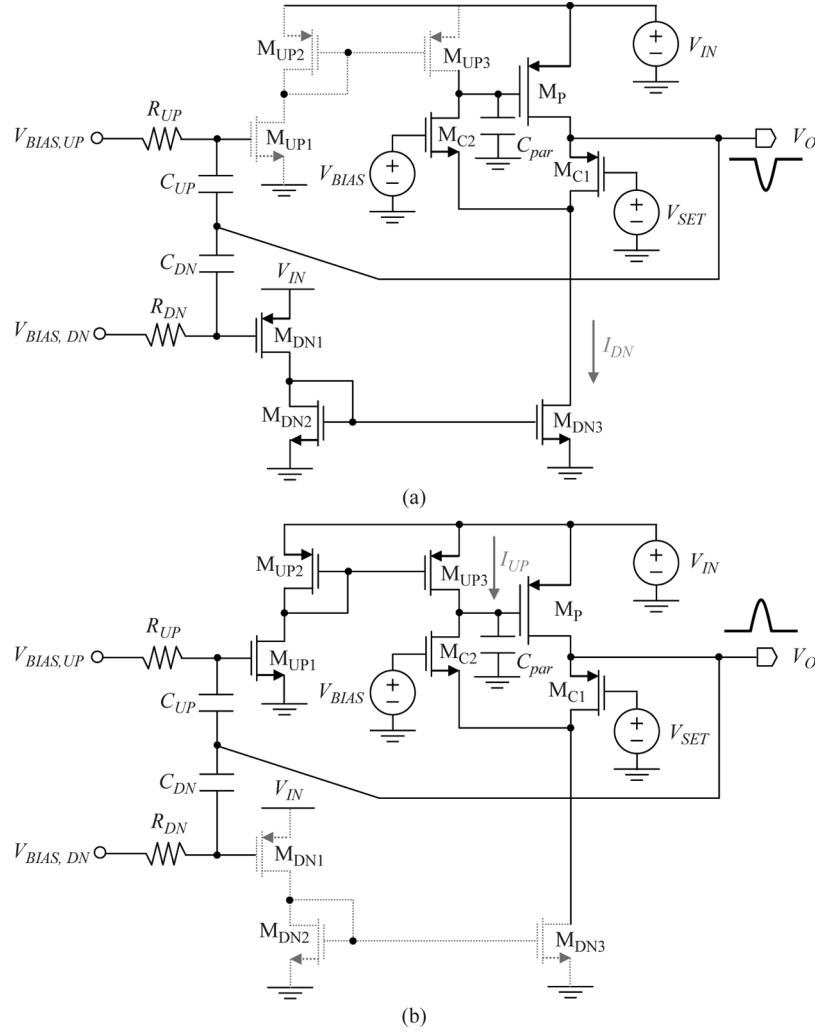 M_UP2
M_UP3
V_IN
M_P
R_UP
V_BIAS,UP
M_UP1
M_C2
C_par
V_O
C_UP
V_BIAS
M_C1
V_SET
C_DN
V_IN
R_DN
V_BIAS, DN
M_DN1
I_DN
M_DN2
M_DN3
(a)
M_UP2
M_UP3
I_UP
V_IN
M_P
R_UP
V_BIAS,UP
M_UP1
M_C2
C_par
V_O
C_UP
V_BIAS
M_C1
V_SET
C_DN
V_IN
R_DN
V_BIAS, DN
M_DN1
M_DN2
M_DN3
(b)